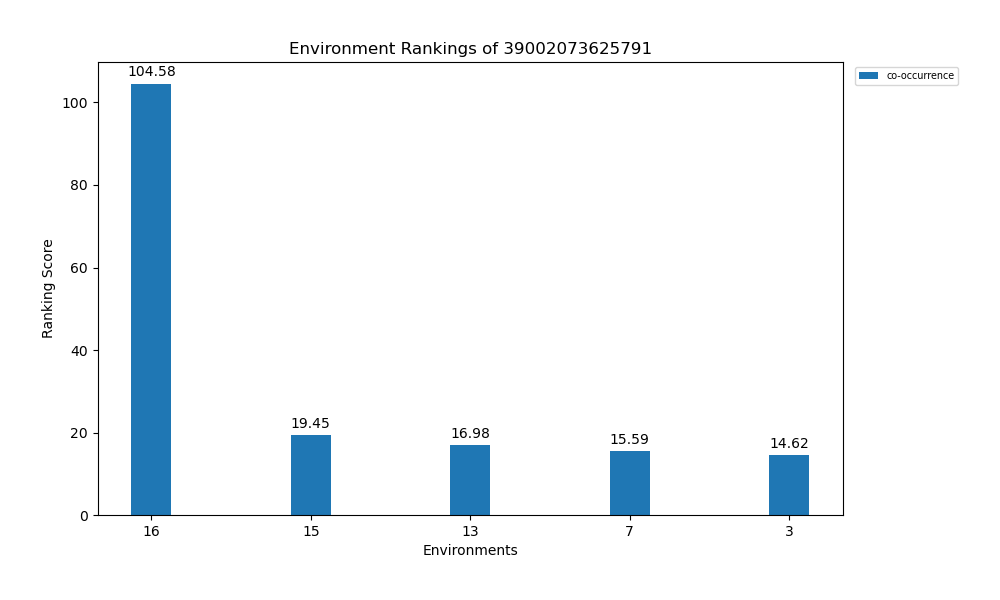 Environment Rankings of 39002073625791
co-occurrence
104.58
19.45
16.98
15.59
14.62
Ranking Score
100
80
60
40
20
0
16 15 13 7 3
Environments